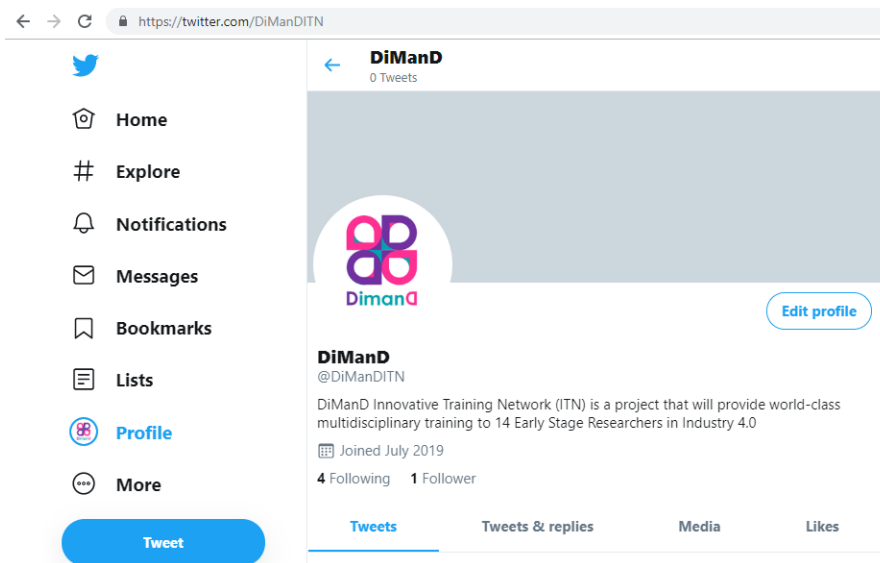 https://twitter.com/DiManDITN
Home
Explore
Notifications
Messages
Bookmarks
Lists
Profile
More
Tweet
DiManD
0 Tweets
DimanD
Edit profile
DiManD
@DiManDITN
DiManD Innovative Training Network (ITN) is a project that will provide world-class
multidisciplinary training to 14 Early Stage Researchers in Industry 4.0
Joined July 2019
4 Following 1 Follower
Tweets Tweets & replies Media Likes